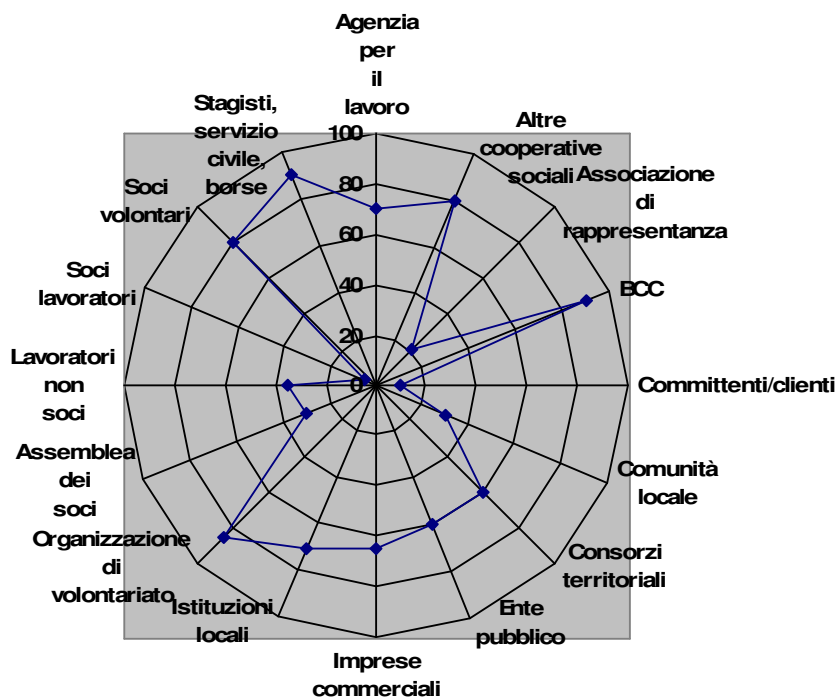 Agenzia
per
il
lavoro
Altre
cooperative
sociali
Associazione
di
rappresentanza
BCC
Committenti/clienti
Comunità
locale
Consorzi
territoriali
Ente
pubblico
Imprese
commerciali
Istituzioni
locali
Organizzazione
di
volontariato
Assemblea
dei
soci
Lavoratori
non
soci
Soci
lavoratori
Soci
volontari
Stagisti,
servizio
civile,
borse
100
80
60
40
20
0